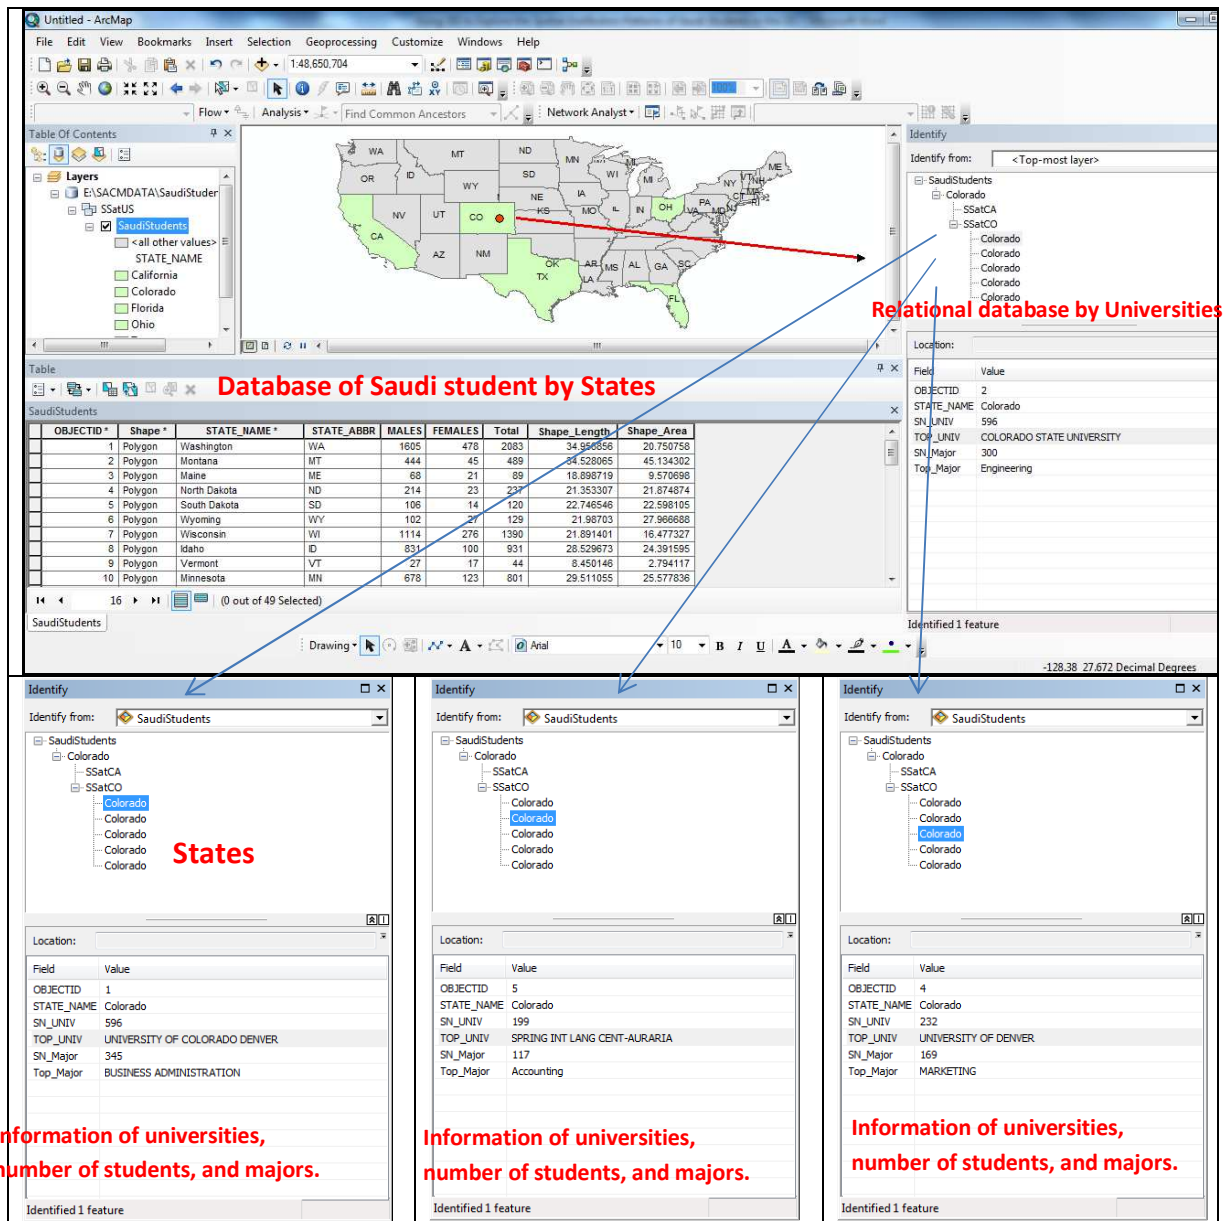 Untitled - ArcMap
File Edit View Bookmarks Insert Selection Geoprocessing Customize Windows Help
1:48,650,704
100%
Flow Analysis Find Common Ancestors Network Analyst
Table Of Contents
Layers
E:\SACMDATA\SaudiStuder
SSatUS
SaudiStudents
<all other values>
STATE_NAME
California
Colorado
Florida
Ohio
WA MT ND MN WI MI ME
OR ID SD NY VT NH
WY IA PA CT MA RI
NE OH MD NJ
NV UT CO KS MO IL IN VA
CA
AZ NM OK AR MS AL GA SC
TX LA FL
Identify
Identify from: <Top-most layer>
SaudiStudents
Colorado
SSatCA
SSatCO
Colorado
Colorado
Colorado
Colorado
Colorado
Relational database by Universities
Location:
Field Value
OBJECTID 2
STATE_NAME Colorado
SN_UNIV 596
TOP_UNIV COLORADO STATE UNIVERSITY
SN_Major 300
Top_Major Engineering
Identified 1 feature
Table
Database of Saudi student by States
SaudiStudents
OBJECTID * Shape * STATE_NAME * STATE_ABBR MALES FEMALES Total Shape_Length Shape_Area
1 Polygon Washington WA 1605 478 2083 34.956856 20.750758
2 Polygon Montana MT 444 45 489 34.528065 45.134302
3 Polygon Maine ME 68 21 89 18.898719 9.570698
4 Polygon North Dakota ND 214 23 237 21.353307 21.874874
5 Polygon South Dakota SD 106 14 120 22.746546 22.598105
6 Polygon Wyoming WY 102 27 129 21.98703 27.966688
7 Polygon Wisconsin WI 1114 276 1390 21.891401 16.477327
8 Polygon Idaho ID 831 100 931 28.529673 24.391595
9 Polygon Vermont VT 27 17 44 8.450146 2.794117
10 Polygon Minnesota MN 678 123 801 29.511055 25.577836
16 (0 out of 49 Selected)
SaudiStudents
Drawing A Arial 10 B I U A
-128.38 27.672 Decimal Degrees
Identify
Identify from: SaudiStudents
SaudiStudents
Colorado
SSatCA
SSatCO
Colorado
Colorado
Colorado
Colorado
Colorado
States
Location:
Field Value
OBJECTID 1
STATE_NAME Colorado
SN_UNIV 596
TOP_UNIV UNIVERSITY OF COLORADO DENVER
SN_Major 345
Top_Major BUSINESS ADMINISTRATION
nformation of universities,
number of students, and majors.
Identified 1 feature
Identify
Identify from: SaudiStudents
SaudiStudents
Colorado
SSatCA
SSatCO
Colorado
Colorado
Colorado
Colorado
Colorado
Location:
Field Value
OBJECTID 5
STATE_NAME Colorado
SN_UNIV 199
TOP_UNIV SPRING INT LANG CENT-AURARIA
SN_Major 117
Top_Major Accounting
Information of universities,
number of students, and majors.
Identified 1 feature
Identify
Identify from: SaudiStudents
SaudiStudents
Colorado
SSatCA
SSatCO
Colorado
Colorado
Colorado
Colorado
Colorado
Location:
Field Value
OBJECTID 4
STATE_NAME Colorado
SN_UNIV 232
TOP_UNIV UNIVERSITY OF DENVER
SN_Major 169
Top_Major MARKETING
Information of universities,
number of students, and majors.
Identified 1 feature